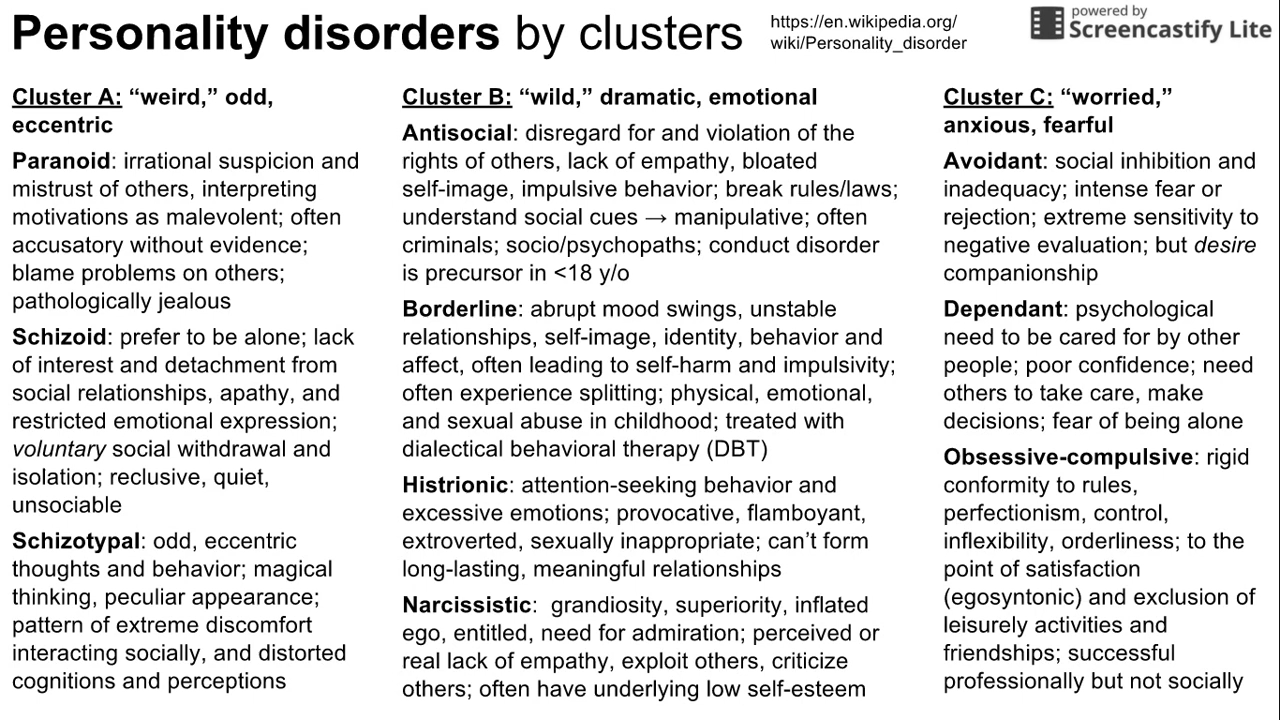 Personality disorders by clusters
https://en.wikipedia.org/
wiki/Personality_disorder
powered by
Screencastify Lite
Cluster A: “weird,” odd,
eccentric
Paranoid: irrational suspicion and
mistrust of others, interpreting
motivations as malevolent; often
accusatory without evidence;
blame problems on others;
pathologically jealous
Schizoid: prefer to be alone; lack
of interest and detachment from
social relationships, apathy, and
restricted emotional expression;
voluntary social withdrawal and
isolation; reclusive, quiet,
unsociable
Schizotypal: odd, eccentric
thoughts and behavior; magical
thinking, peculiar appearance;
pattern of extreme discomfort
interacting socially, and distorted
cognitions and perceptions
Cluster B: “wild,” dramatic, emotional
Antisocial: disregard for and violation of the
rights of others, lack of empathy, bloated
self-image, impulsive behavior; break rules/laws;
understand social cues → manipulative; often
criminals; socio/psychopaths; conduct disorder
is precursor in <18 y/o
Borderline: abrupt mood swings, unstable
relationships, self-image, identity, behavior and
affect, often leading to self-harm and impulsivity;
often experience splitting; physical, emotional,
and sexual abuse in childhood; treated with
dialectical behavioral therapy (DBT)
Histrionic: attention-seeking behavior and
excessive emotions; provocative, flamboyant,
extroverted, sexually inappropriate; can’t form
long-lasting, meaningful relationships
Narcissistic:  grandiosity, superiority, inflated
ego, entitled, need for admiration; perceived or
real lack of empathy, exploit others, criticize
others; often have underlying low self-esteem
Cluster C: “worried,”
anxious, fearful
Avoidant: social inhibition and
inadequacy; intense fear or
rejection; extreme sensitivity to
negative evaluation; but desire
companionship
Dependant: psychological
need to be cared for by other
people; poor confidence; need
others to take care, make
decisions; fear of being alone
Obsessive-compulsive: rigid
conformity to rules,
perfectionism, control,
inflexibility, orderliness; to the
point of satisfaction
(egosyntonic) and exclusion of
leisurely activities and
friendships; successful
professionally but not socially